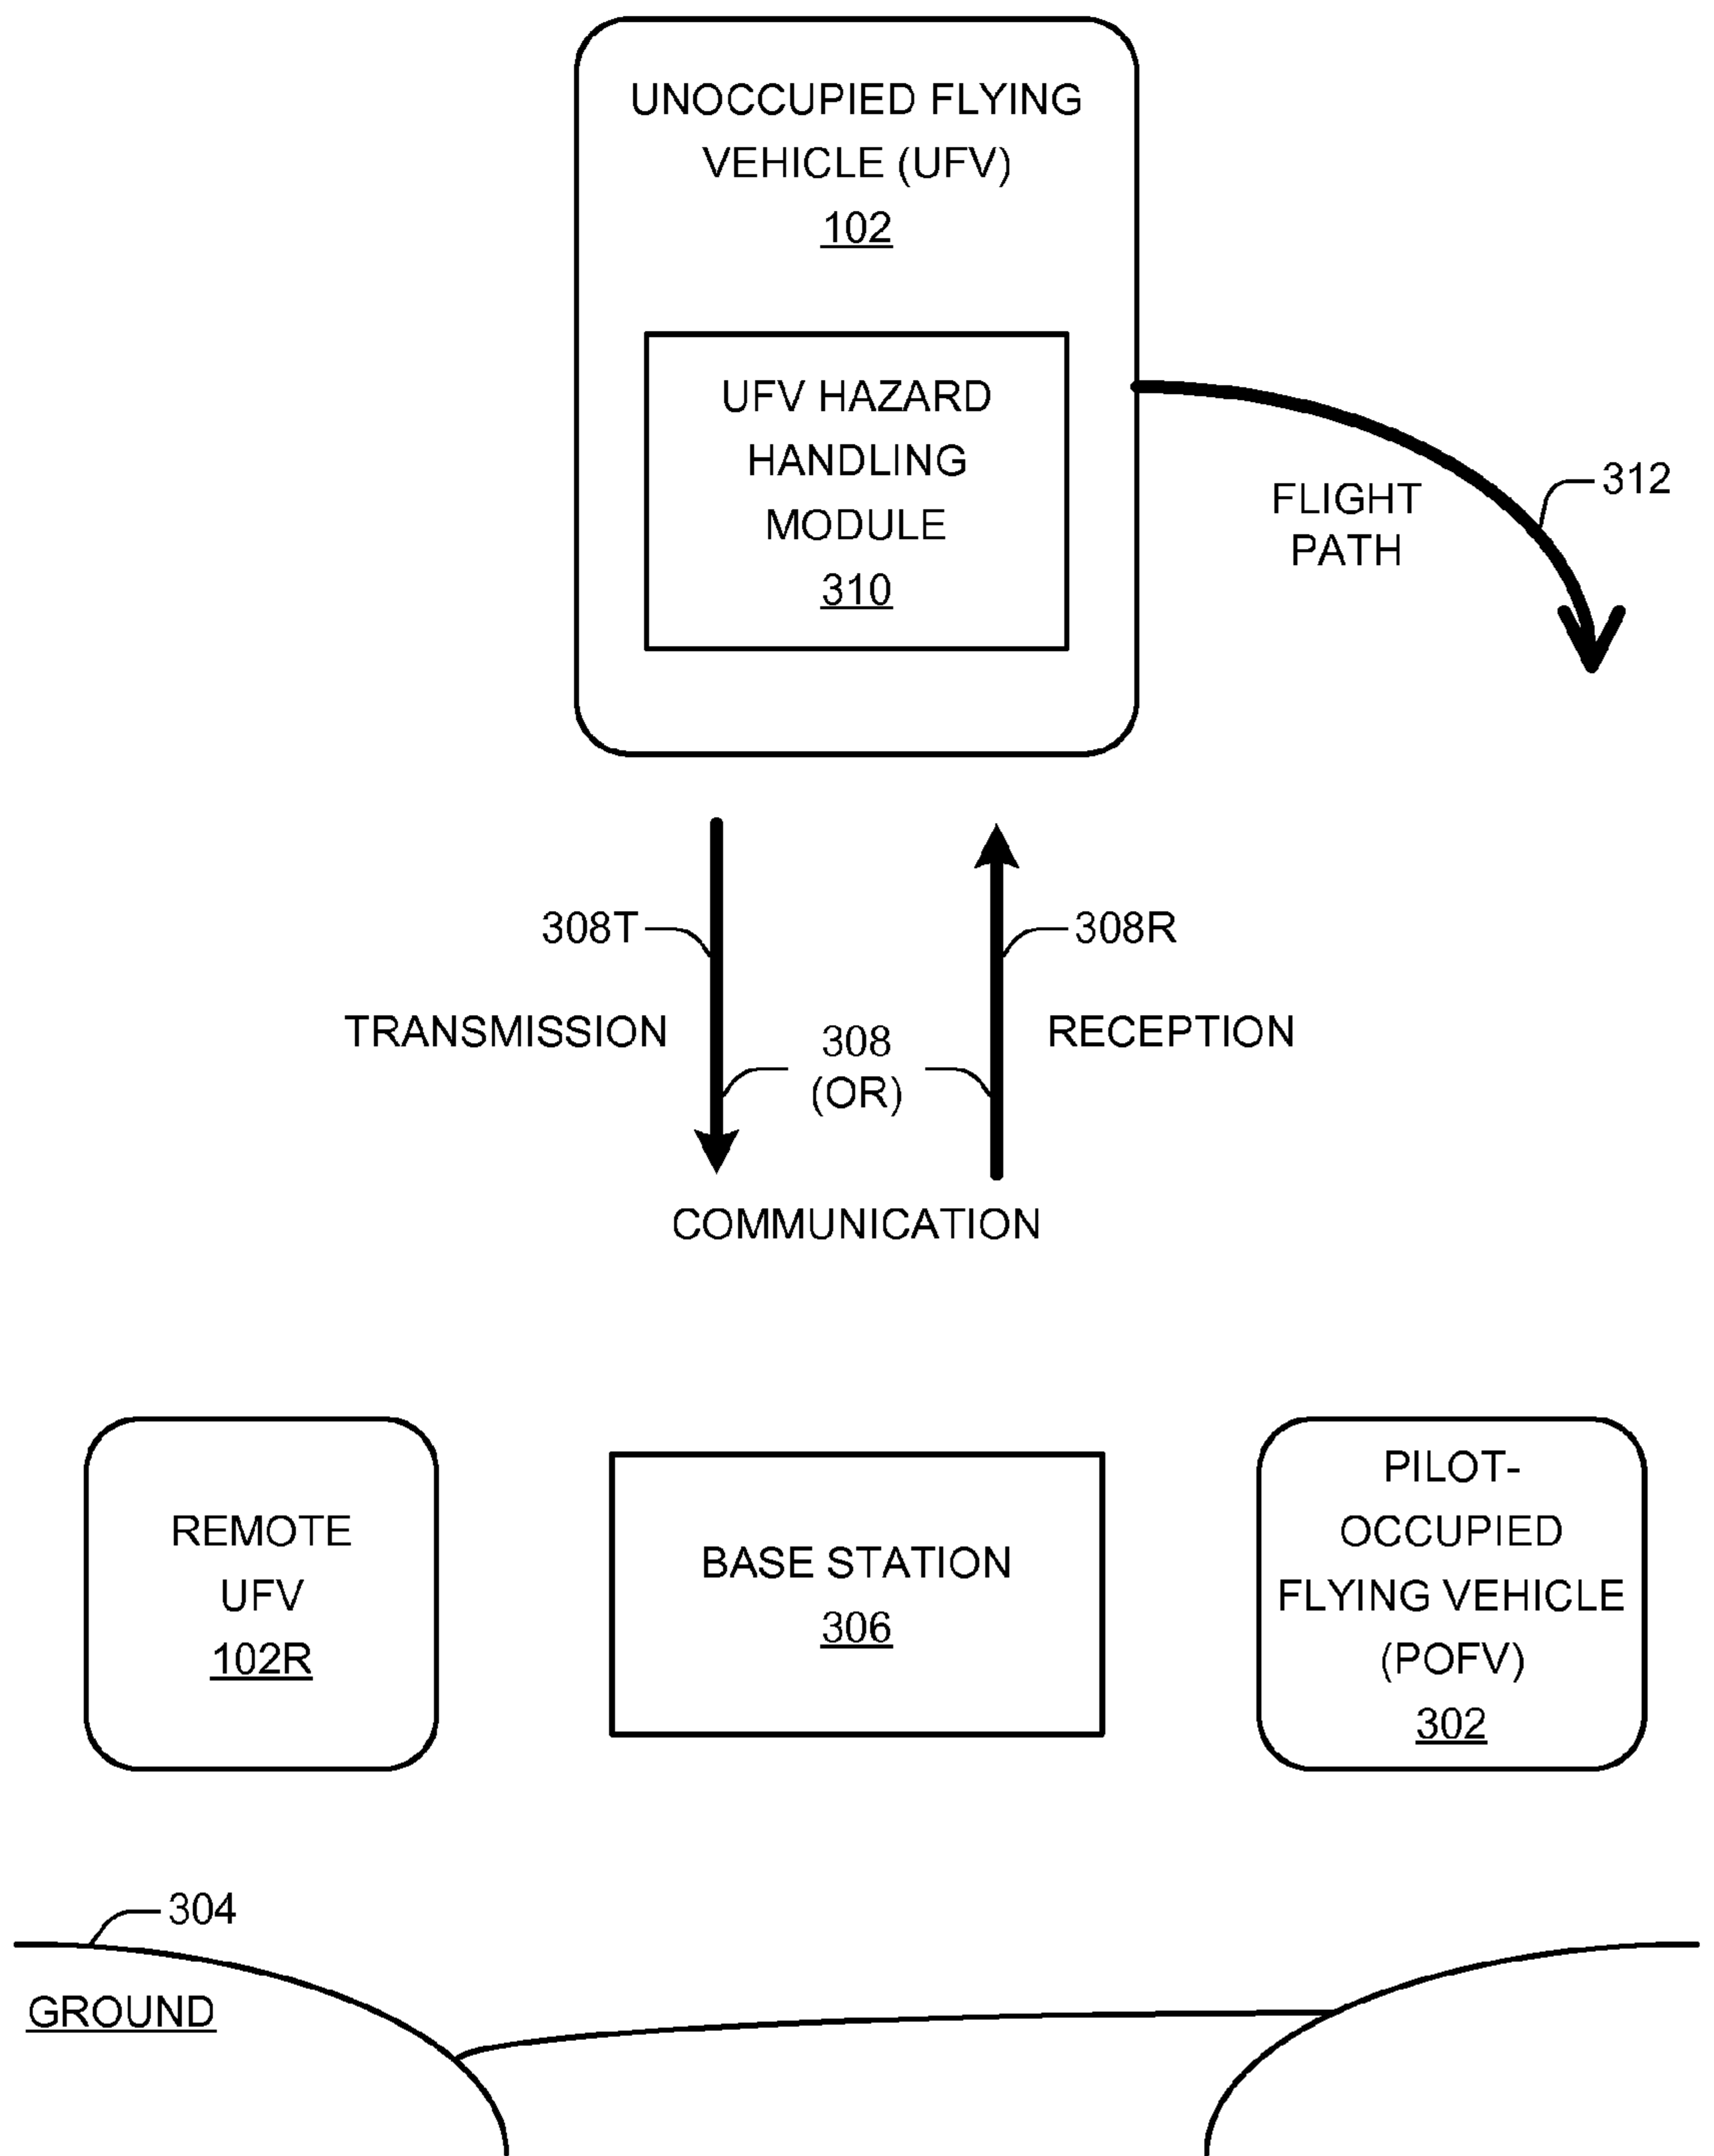 UNOCCUPIED FLYING
VEHICLE (UFV)
102
UFV HAZARD
HANDLING
MODULE
310
312
FLIGHT
PATH
308T
308R
TRANSMISSION
308
(OR)
RECEPTION
COMMUNICATION
REMOTE
UFV
102R
BASE STATION
306
PILOT-
OCCUPIED
FLYING VEHICLE
(POFV)
302
304
GROUND